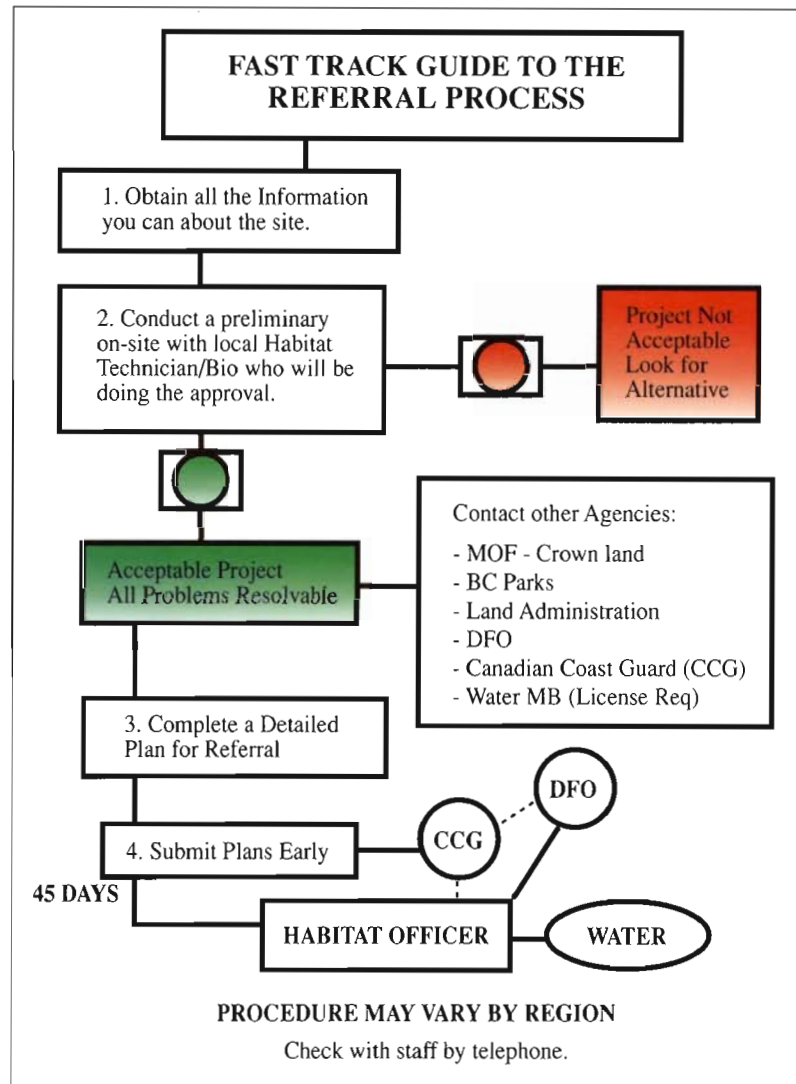 FAST TRACK GUIDE TO THE
REFERRAL PROCESS
1. Obtain all the Information
you can about the site.
2. Conduct a preliminary
on-site with local Habitat
Technician/Bio who will be
doing the approval.
Project Not
Acceptable
Look for
Alternative
Acceptable Project
All Problems Resolvable
Contact other Agencies:
- MOF - Crown land
- BC Parks
- Land Administration
- DFO
- Canadian Coast Guard (CCG)
- Water MB (License Req)
3. Complete a Detailed
Plan for Referral
DFO
CCG
4. Submit Plans Early
45 DAYS
HABITAT OFFICER
WATER
PROCEDURE MAY VARY BY REGION
Check with staff by telephone.